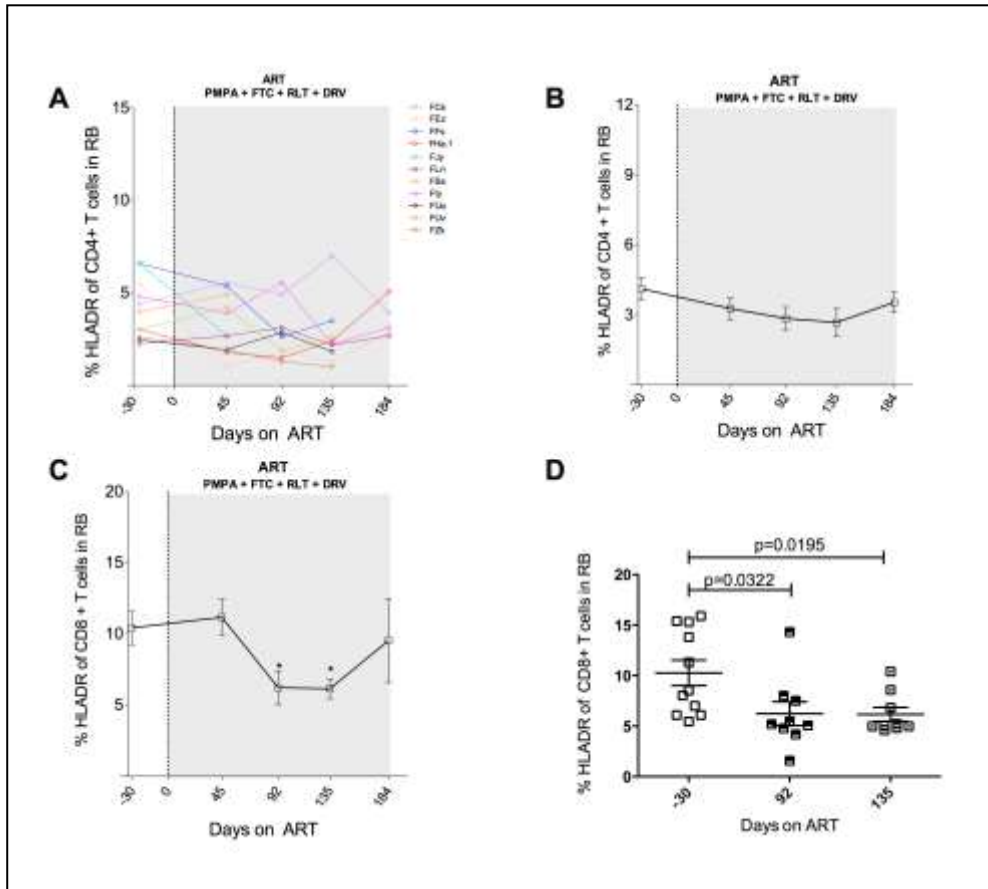 A
ART
PMPA + FTC + RLT + DRV
% HLADR of CD4+ T cells in RB
15
10
5
-30
0
45
92
135
184
Days on ART
B
ART
PMPA + FTC + RLT + DRV
% HLADR of CD4 + T cells in RB
12
9
6
3
-30
0
45
92
135
184
Days on ART
C
ART
PMPA + FTC + RLT + DRV
% HLADR of CD8 + T cells in RB
20
15
10
5
-30
0
45
92
135
184
*
*
Days on ART
D
p=0.0195
p=0.0322
% HLADR of CD8+ T cells in RB
20
15
10
5
0
-30
92
135
Days on ART